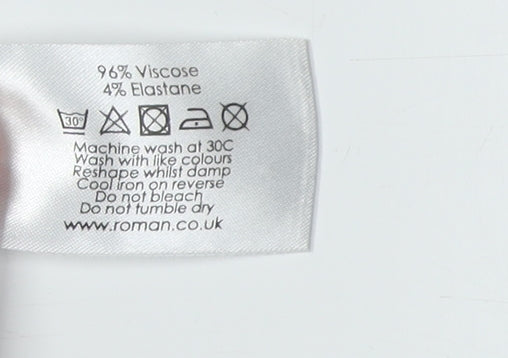 96% Viscose
4% Elastane
30°
Machine wash at 30C
Wash with like colours
Reshape whilst damp
Cool iron on reverse
Do not bleach
Do not tumble dry
www.roman.co.uk